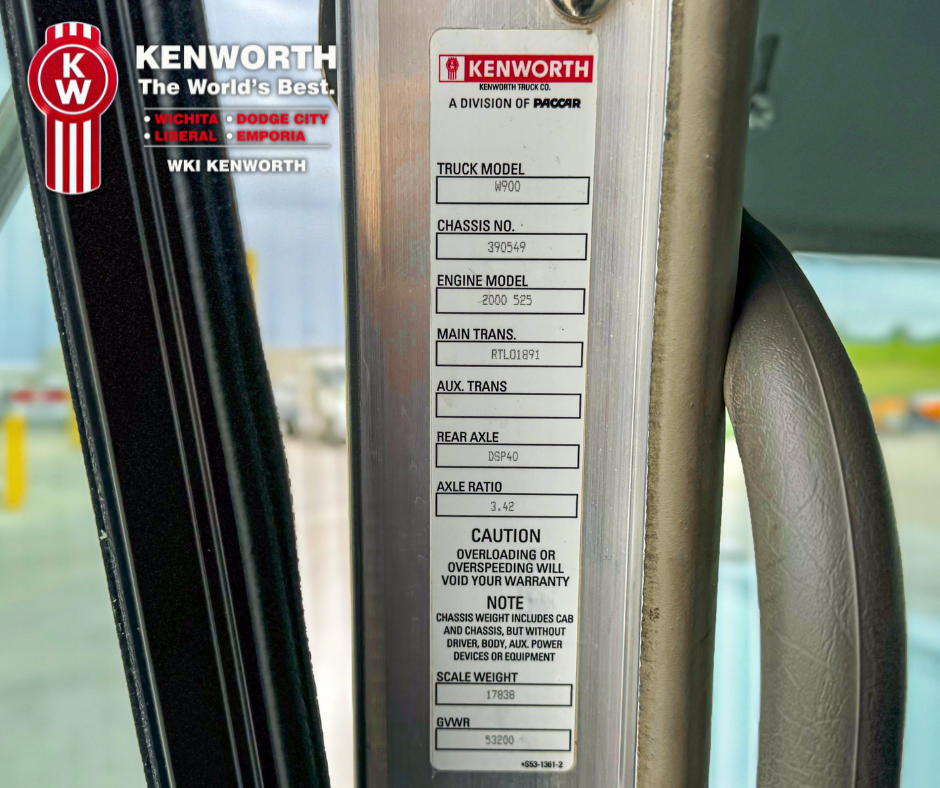 KW
KENWORTH
The World's Best.
• WICHITA • DODGE CITY
• LIBERAL • EMPORIA
WKI KENWORTH
KENWORTH
KENWORTH TRUCK CO.
A DIVISION OF PACCAR
TRUCK MODEL
W900
CHASSIS NO.
390549
ENGINE MODEL
2000 525
MAIN TRANS.
RTLO1891
AUX. TRANS
REAR AXLE
DSP40
AXLE RATIO
3.42
CAUTION
OVERLOADING OR
OVERSPEEDING WILL
VOID YOUR WARRANTY
NOTE
CHASSIS WEIGHT INCLUDES CAB
AND CHASSIS, BUT WITHOUT
DRIVER, BODY, AUX. POWER
DEVICES OR EQUIPMENT
SCALE WEIGHT
17838
GVWR
53200
*S53-1361-2